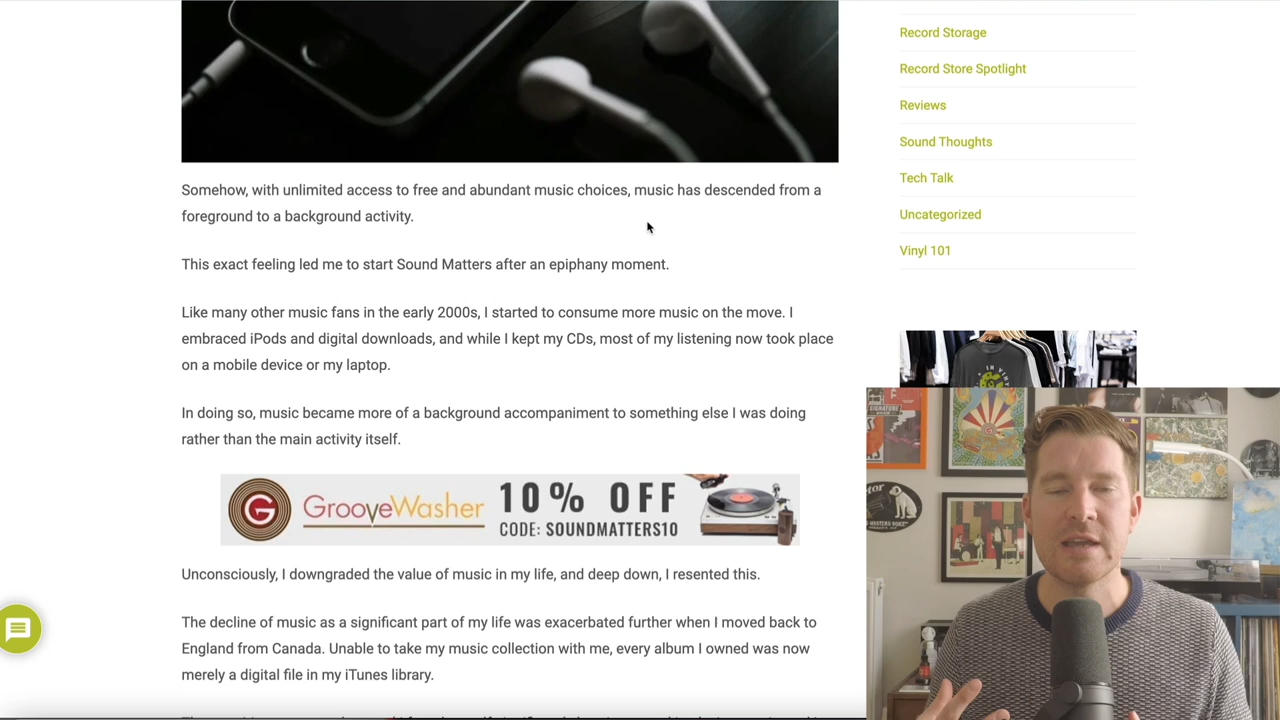 Somehow, with unlimited access to free and abundant music choices, music has descended from a
foreground to a background activity.
This exact feeling led me to start Sound Matters after an epiphany moment.
Like many other music fans in the early 2000s, I started to consume more music on the move. I
embraced iPods and digital downloads, and while I kept my CDs, most of my listening now took place
on a mobile device or my laptop.
In doing so, music became more of a background accompaniment to something else I was doing
rather than the main activity itself.
G GrooveWasher
10% OFF
CODE: SOUNDMATTERS10
Unconsciously, I downgraded the value of music in my life, and deep down, I resented this.
The decline of music as a significant part of my life was exacerbated further when I moved back to
England from Canada. Unable to take my music collection with me, every album I owned was now
merely a digital file in my iTunes library.
Record Storage
Record Store Spotlight
Reviews
Sound Thoughts
Tech Talk
Uncategorized
Vinyl 101
SIGNATURE